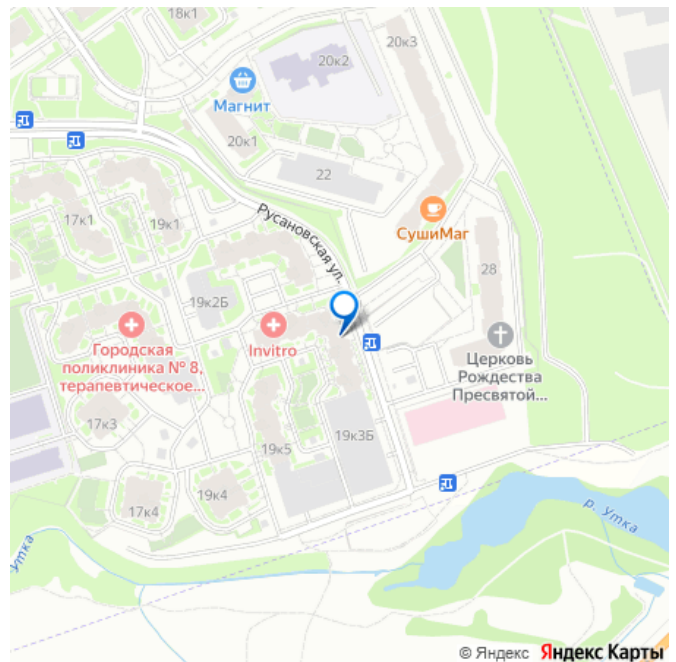 18к1
20к3
20к2
Магнит
20к1
22
17к1
19к1
Русановская ул.
СушиМаг
28
19к2Б
Городская
поликлиника № 8,
терапевтическое...
Invitro
Церковь
Рождества
Пресвятой...
17к3
19к5
19к3Б
19к4
17к4
р. Утка
Утка
© Яндекс Яндекс Карты